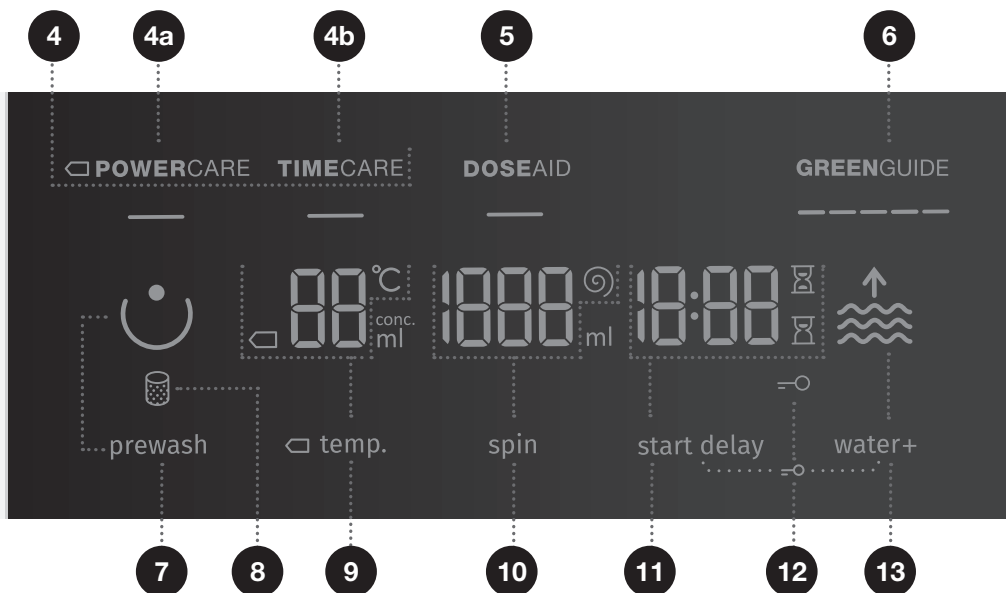 4 4a 4b 5 6
POWERCARE TIMECARE DOSEAID GREENGUIDE
88 °C 1888 18:88
conc.
ml ml
prewash temp. spin start delay water+
7 8 9 10 11 12 13